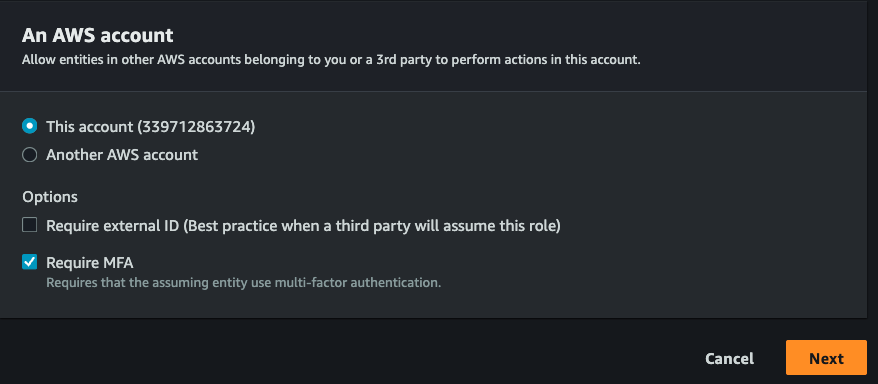 An AWS account
Allow entities in other AWS accounts belonging to you or a 3rd party to perform actions in this account.
This account (339712863724)
Another AWS account
Options
Require external ID (Best practice when a third party will assume this role)
Require MFA
Requires that the assuming entity use multi-factor authentication.
Cancel
Next